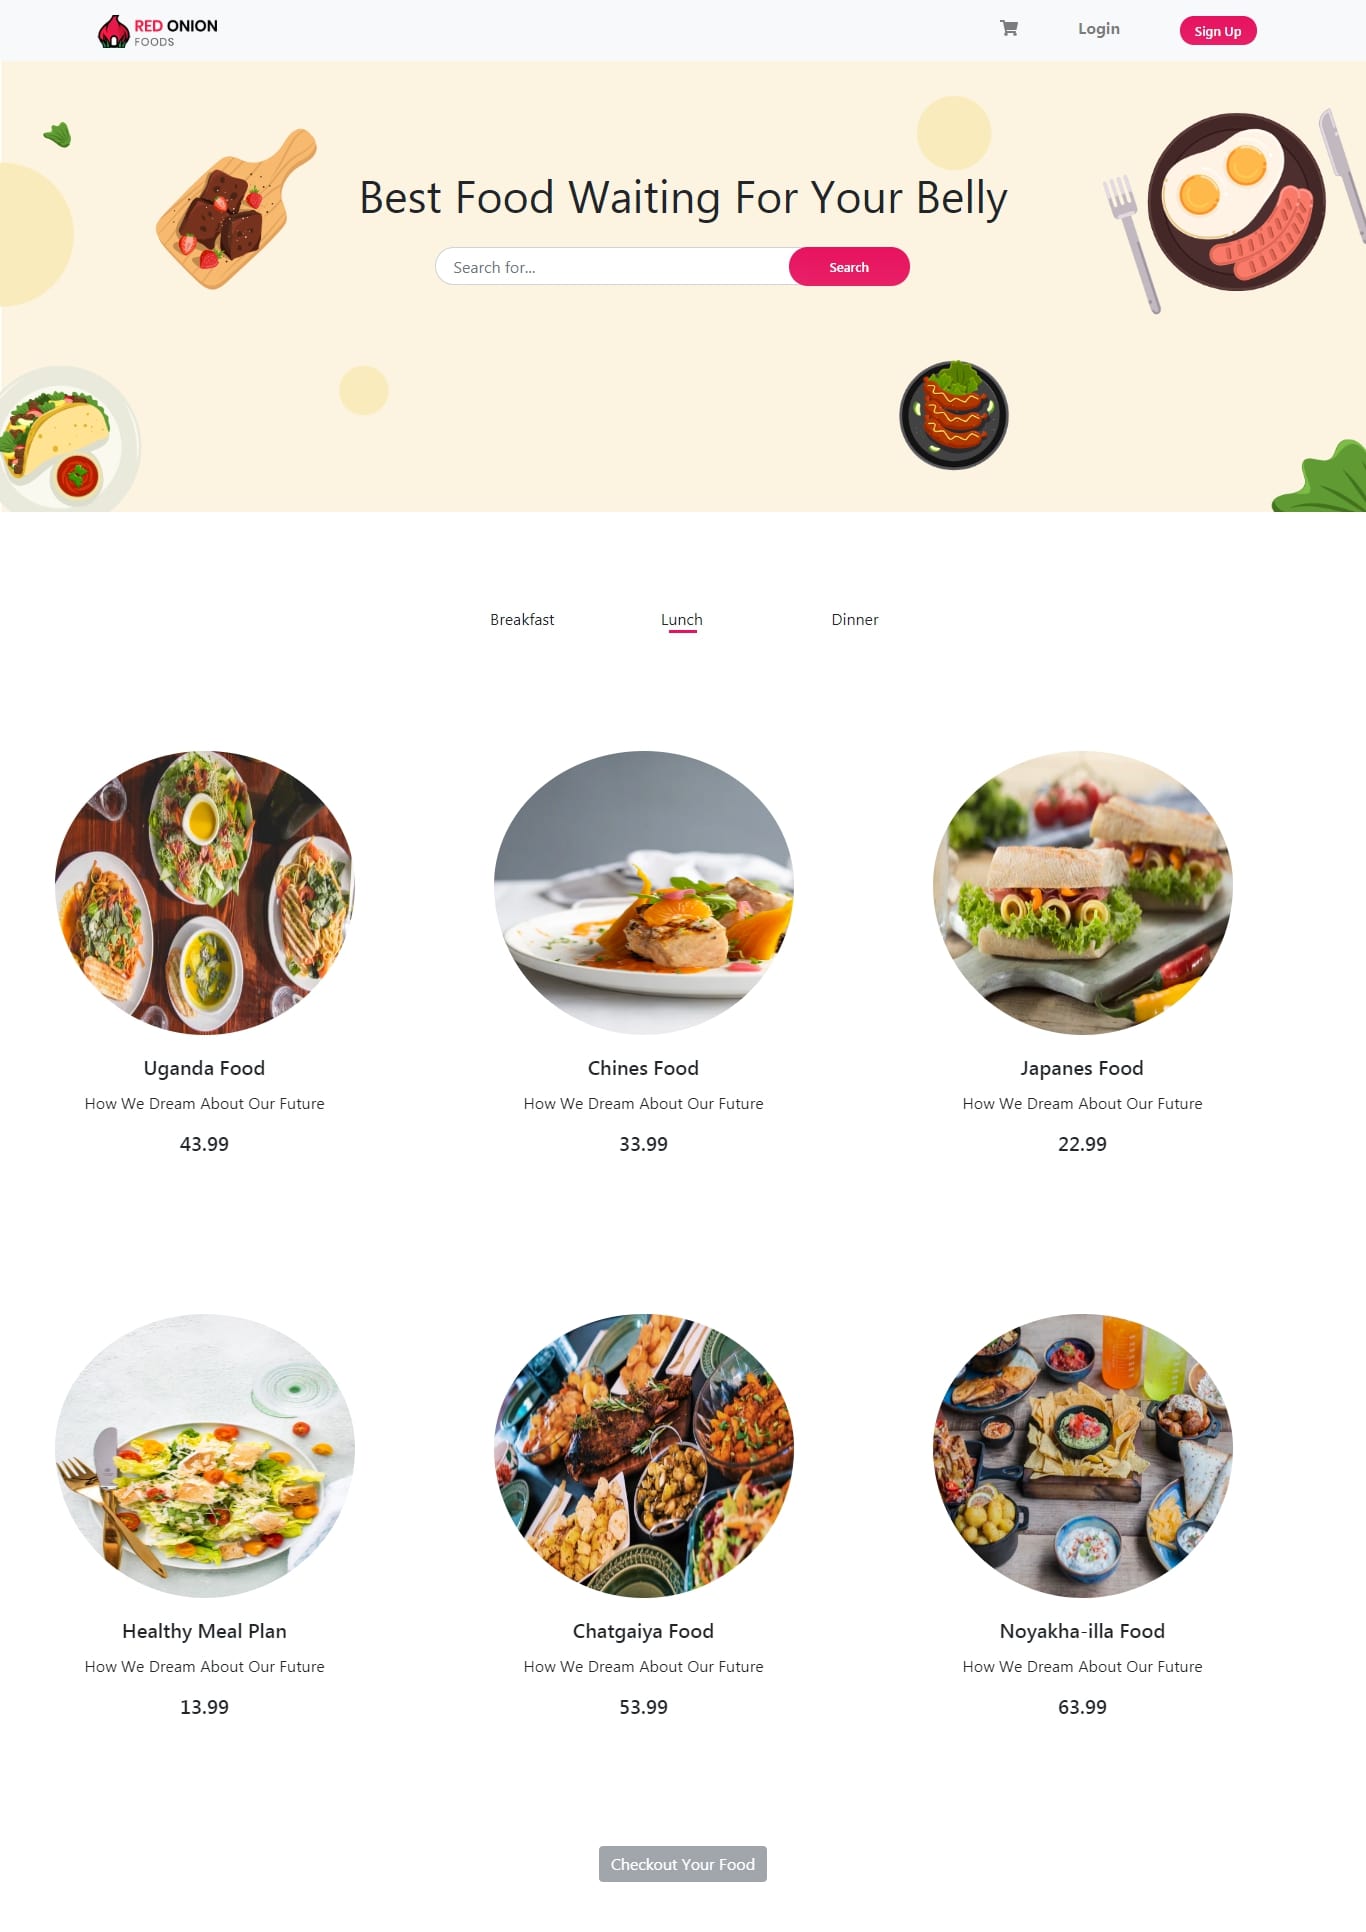 RED ONION
FOODS
Login
Sign Up
Best Food Waiting For Your Belly
Search for...
Search
Breakfast
Lunch
Dinner
Uganda Food
How We Dream About Our Future
43.99
Chines Food
How We Dream About Our Future
33.99
Japanes Food
How We Dream About Our Future
22.99
Healthy Meal Plan
How We Dream About Our Future
13.99
Chatgaiya Food
How We Dream About Our Future
53.99
Noyakha-illa Food
How We Dream About Our Future
63.99
Checkout Your Food